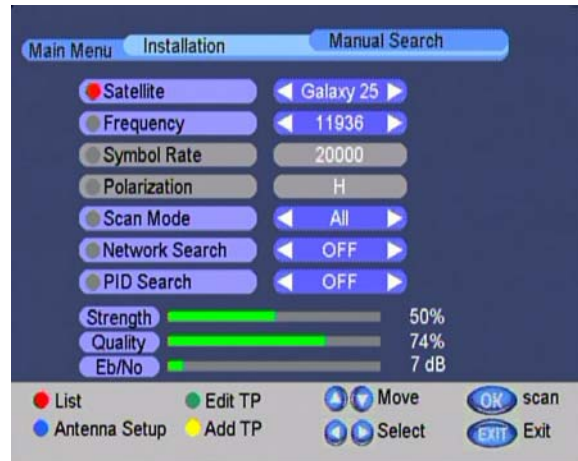 Main Menu Installation Manual Search
Satellite Galaxy 25
Frequency 11936
Symbol Rate 20000
Polarization H
Scan Mode All
Network Search OFF
PID Search OFF
Strength 50%
Quality 74%
Eb/No 7 dB
List Edit TP Move OK scan
Antenna Setup Add TP Select EXIT Exit